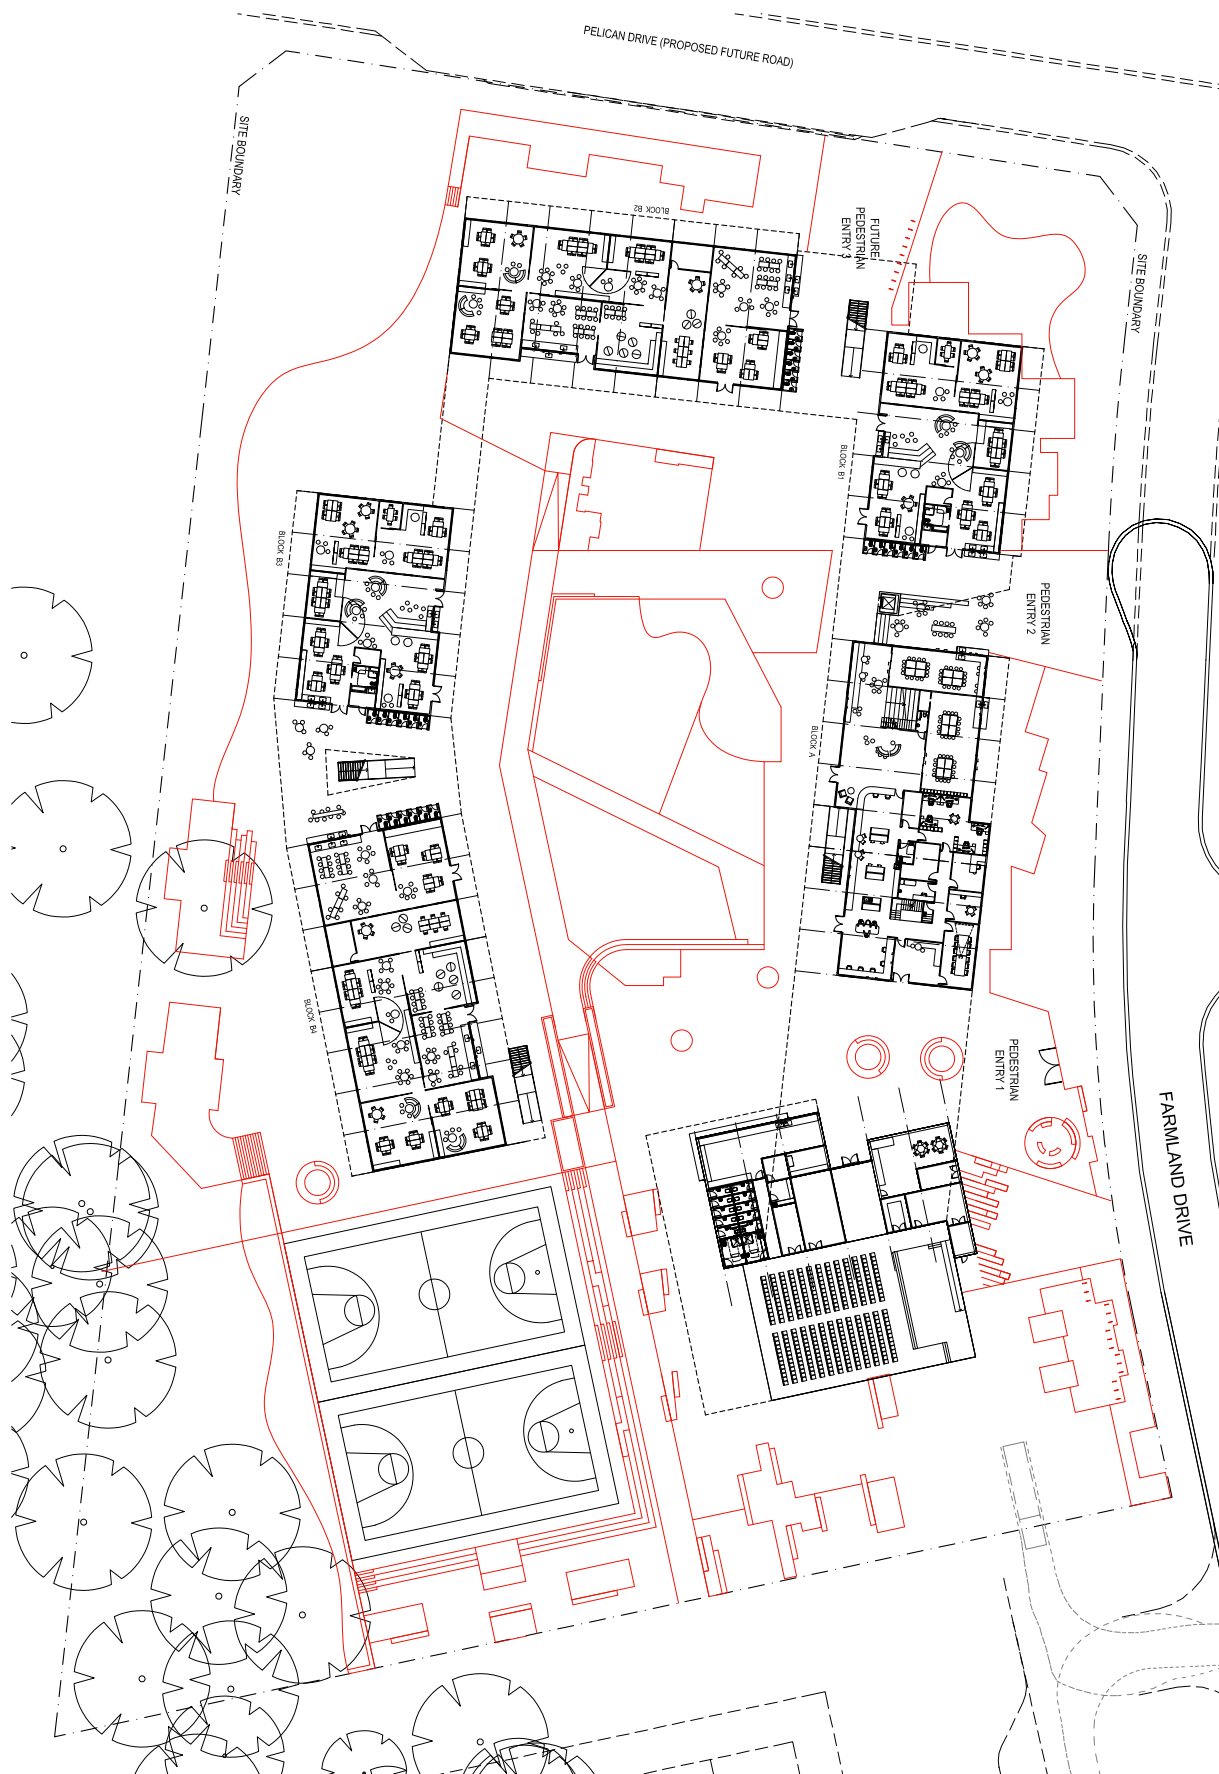 PELICAN DRIVE (PROPOSED FUTURE ROAD)
SITE BOUNDARY
BLOCK B2
FUTURE
PEDESTRIAN
ENTRY 3
SITE BOUNDARY
BLOCK B1
BLOCK B3
PEDESTRIAN
ENTRY 2
BLOCK A
BLOCK B4
PEDESTRIAN
ENTRY 1
FARMLAND DRIVE